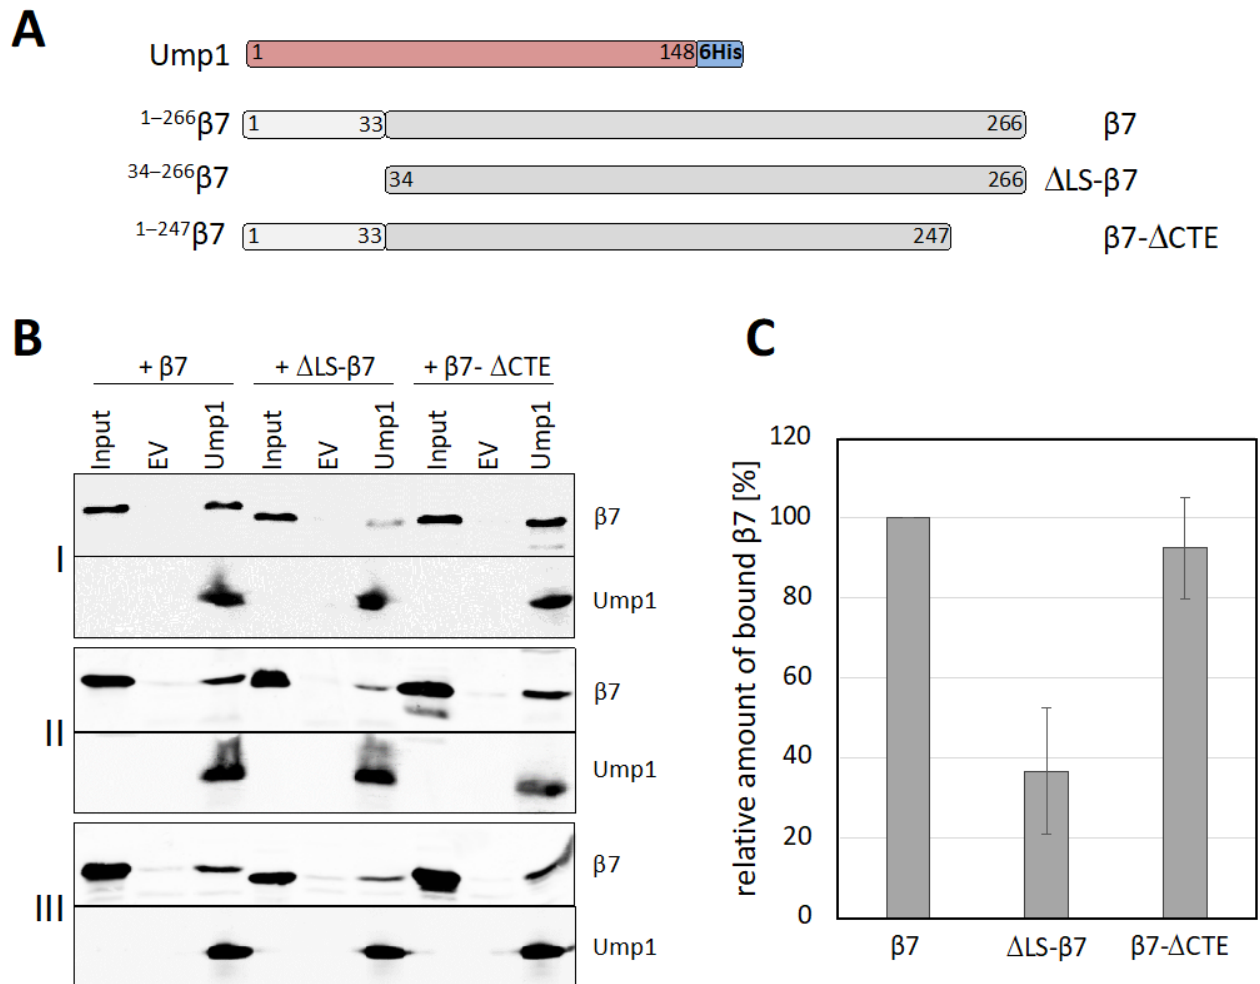 A
Ump1 1 148 6His
1–266β7 1 33 266 β7
34–266β7 34 266 ΔLS-β7
1–247β7 1 33 247 β7-ΔCTE
B
+ β7 + ΔLS-β7 + β7- ΔCTE
Input EV Ump1 Input EV Ump1 Input EV Ump1
I
β7
Ump1
II
β7
Ump1
III
β7
Ump1
C
relative amount of bound β7 [%]
120
100
80
60
40
20
0
β7 ΔLS-β7 β7-ΔCTE